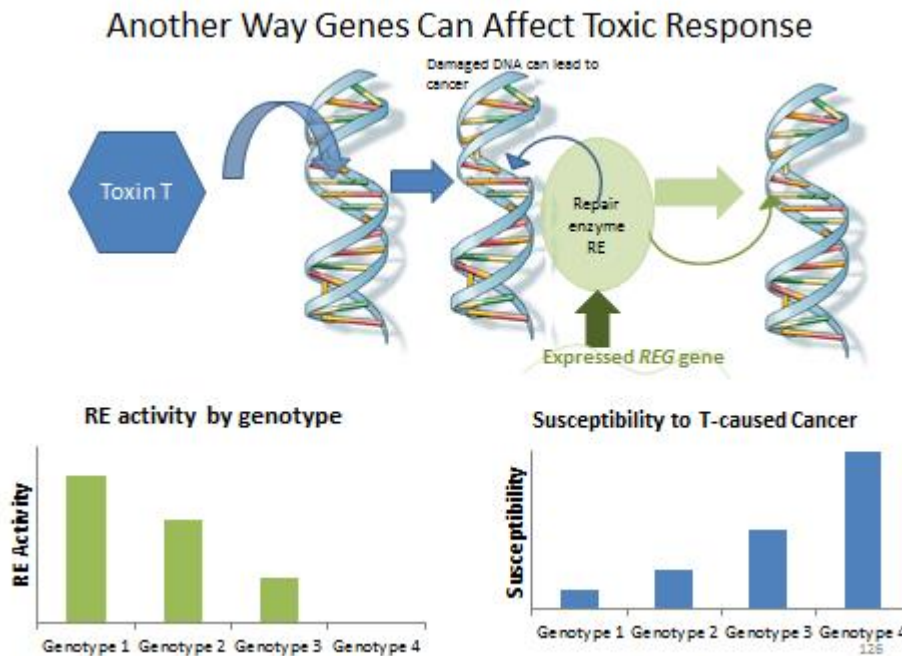 Another Way Genes Can Affect Toxic Response
Damaged DNA can lead to
cancer
Toxin T
Repair
enzyme
RE
Expressed REG gene
RE activity by genotype
RE Activity
Genotype 1 Genotype 2 Genotype 3 Genotype 4
Susceptibility to T-caused Cancer
Susceptibility
Genotype 1 Genotype 2 Genotype 3 Genotype 4
126